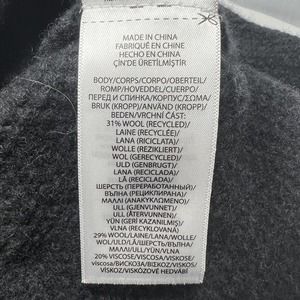 MADE IN CHINA
FABRIQUÉ EN CHINE
HECHO EN CHINA
ÇİN'DE ÜRETİLMİŞTİR
BODY/CORPS/CORPO/OBERTEIL/
ROMP/HOVEDDEL/CUERPO/
ПЕРЕД И СПИНКА/КОРПУС/ΣΩΜΑ/
BRUK (KROPP)/ANVÄND (KROPP)/
BEDEN/VRCHNÍ ČÁST:
31% WOOL (RECYCLED)/
LAINE (RECYCLÉE)/
LANA (RICICLATA)/
WOLLE (REZIKLIERT)/
WOL (GERECYCLED)/
ULD (GENBRUGT)/
LANA (RECICLADA)/
LÃ (RECICLADA)/
ШЕРСТЬ (ПЕРЕРАБОТАННЫЙ)/
ВЪЛНА (РЕЦИКЛИРАНА)/
ΜΑΛΛΙ (ΑΝΑΚΥΚΛΩΜΕΝΟ)/
ULL (GJENVUNNET)/
ULL (ÅTERVUNNEN)/
YÜN (GERİ KAZANILMIŞ)/
VLNA (RECYKLOVANÁ)
29% WOOL/LAINE/LANA/WOLLE/
WOL/ULD/LÃ/ШЕРСТЬ/ВЪЛНА/
ΜΑΛΛΙ/ULL/YÜN/VLNA
20% VISCOSE/VISCOSA/VISKOSE/
viscosa/ВИСКОЗА/ΒΙΣΚΟΖΗ/VISKOS/
VİSKOZ/VISKÓZOVÉ HEDVÁBÍ